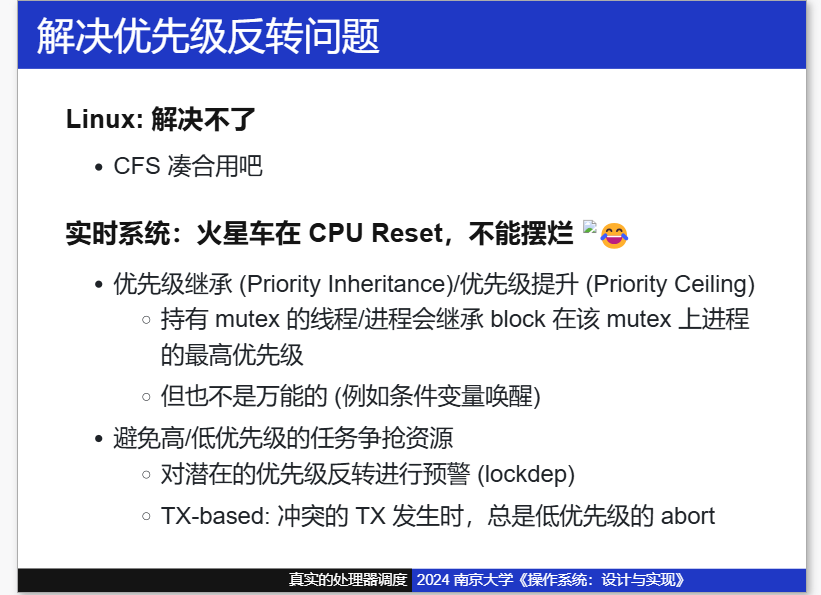 解决优先级反转问题
Linux: 解决不了
• CFS 凑合用吧
实时系统：火星车在 CPU Reset，不能摆烂 😂
• 优先级继承 (Priority Inheritance)/优先级提升 (Priority Ceiling)
◦ 持有 mutex 的线程/进程会继承 block 在该 mutex 上进程
的最高优先级
◦ 但也不是万能的 (例如条件变量唤醒)
• 避免高/低优先级的任务争抢资源
◦ 对潜在的优先级反转进行预警 (lockdep)
◦ TX-based: 冲突的 TX 发生时，总是低优先级的 abort
真实的处理器调度 2024 南京大学《操作系统：设计与实现》